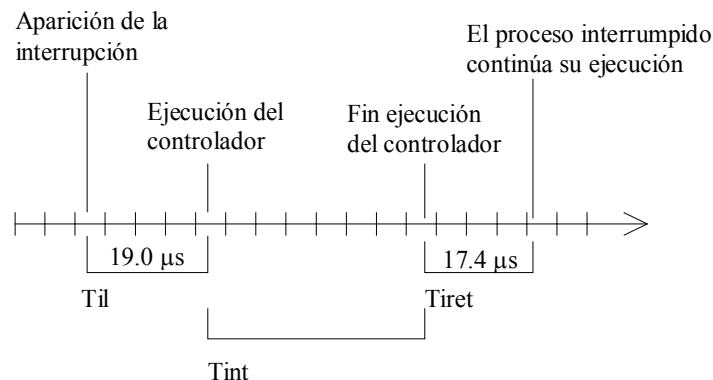 Aparición de la
interrupción
El proceso interrumpido
continúa su ejecución
Ejecución del
controlador
Fin ejecución
del controlador
19.0 μs
17.4 μs
Til
Tiret
Tint